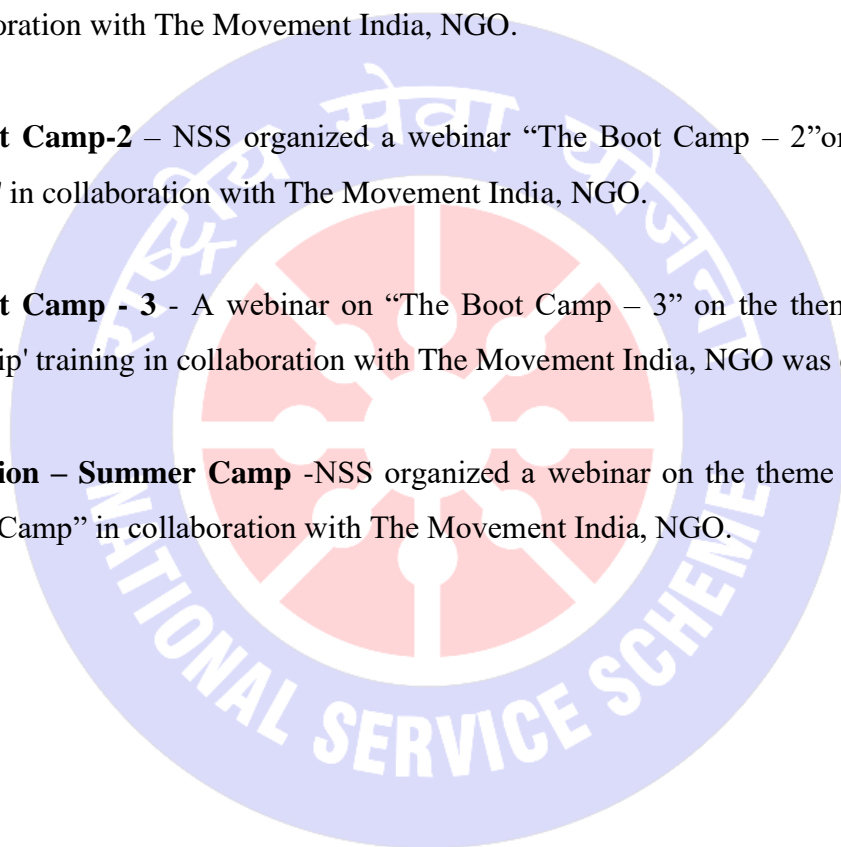 oration with The Movement India, NGO.
t Camp-2 – NSS organized a webinar “The Boot Camp – 2”or
' in collaboration with The Movement India, NGO.
t Camp - 3 - A webinar on “The Boot Camp – 3” on the them
ip' training in collaboration with The Movement India, NGO was
ion – Summer Camp -NSS organized a webinar on the theme
Camp” in collaboration with The Movement India, NGO.
राष्ट्रीय सेवा योजना
NATIONAL SERVICE SCHEME